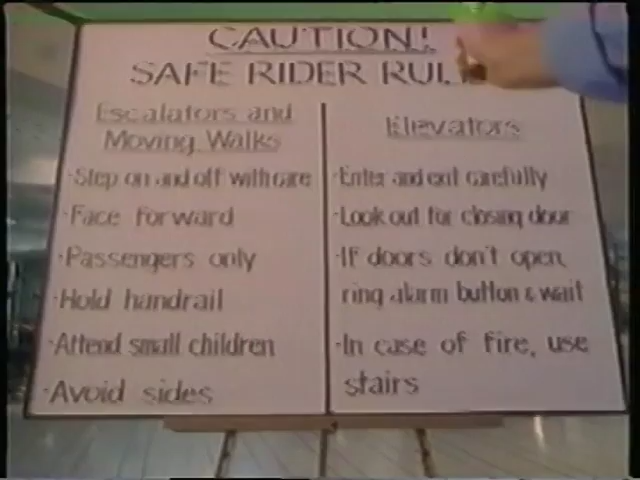 CAUTION!
SAFE RIDER RUL
Escalators and
Moving Walks
·Step on and off with care
·Face forward
·Passengers only
·Hold handrail
·Attend small children
·Avoid sides
Elevators
·Enter and exit carefully
·Look out for closing door
·If doors don't open,
ring alarm button & wait
·In case of fire, use
stairs